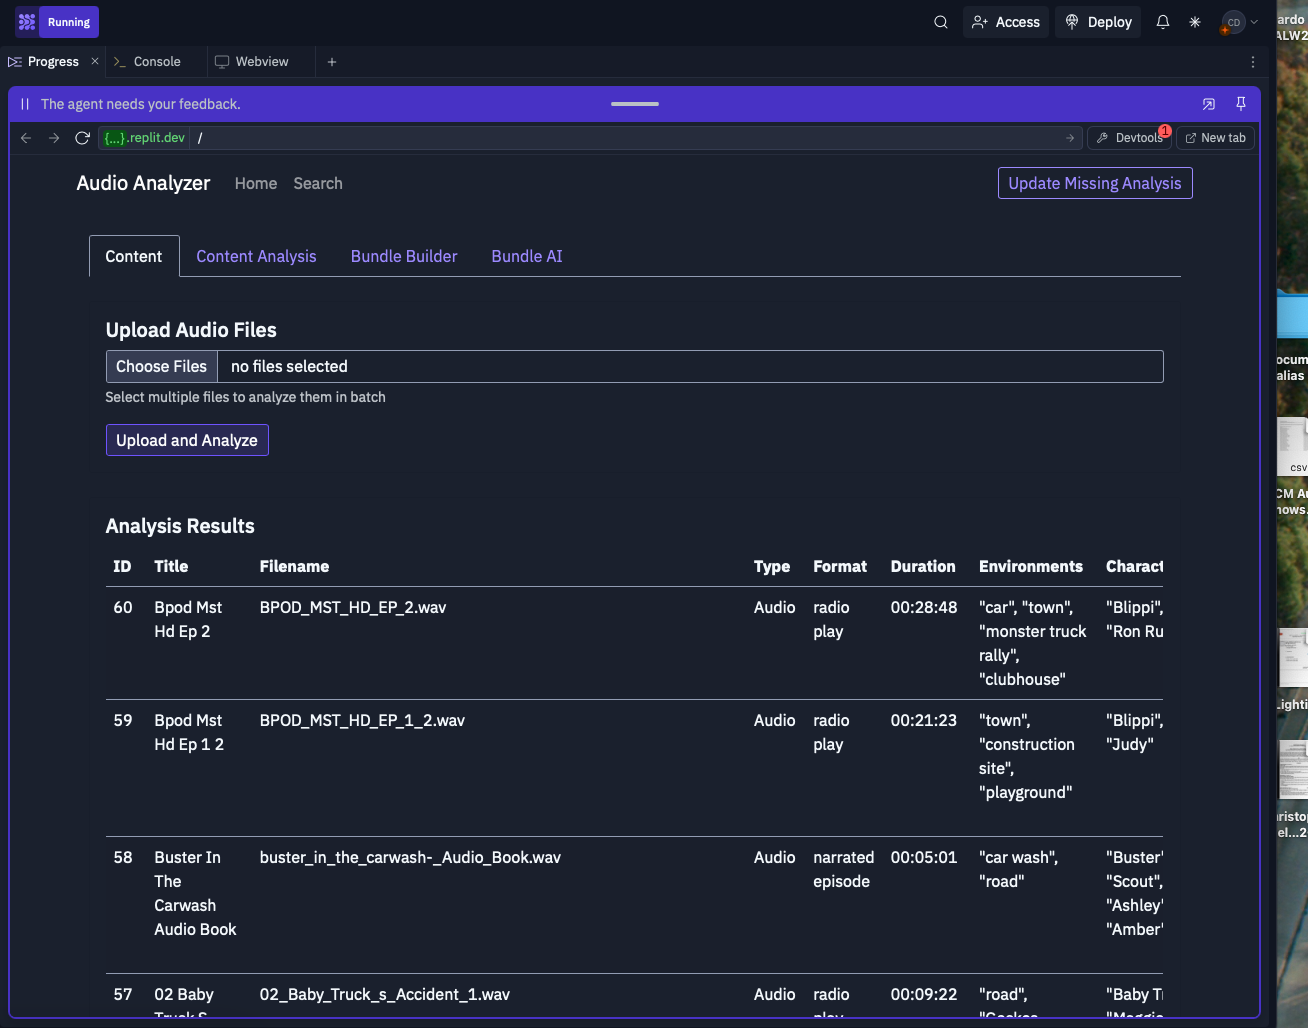 Running
Access
Deploy
CD
Progress
Console
Webview
The agent needs your feedback.
{...}.replit.dev /
Devtools
1
New tab
Audio Analyzer
Home
Search
Update Missing Analysis
Content
Content Analysis
Bundle Builder
Bundle AI
Upload Audio Files
Choose Files no files selected
Select multiple files to analyze them in batch
Upload and Analyze
Analysis Results
ID Title Filename Type Format Duration Environments Charact
60 Bpod Mst BPOD_MST_HD_EP_2.wav Audio radio 00:28:48 "car", "town", "Blippi",
Hd Ep 2 play "monster truck "Ron Ru
rally",
"clubhouse"
59 Bpod Mst BPOD_MST_HD_EP_1_2.wav Audio radio 00:21:23 "town", "Blippi",
Hd Ep 1 2 play "construction "Judy"
site",
"playground"
58 Buster In buster_in_the_carwash-_Audio_Book.wav Audio narrated 00:05:01 "car wash", "Buster"
The episode "road" "Scout",
Carwash "Ashley"
Audio Book "Amber"
57 02 Baby 02_Baby_Truck_s_Accident_1.wav Audio radio 00:09:22 "road", "Baby Tr
ardo
ALW2
ocum
alias
csv
CM Au
nows.
Lighti
risto
el...2